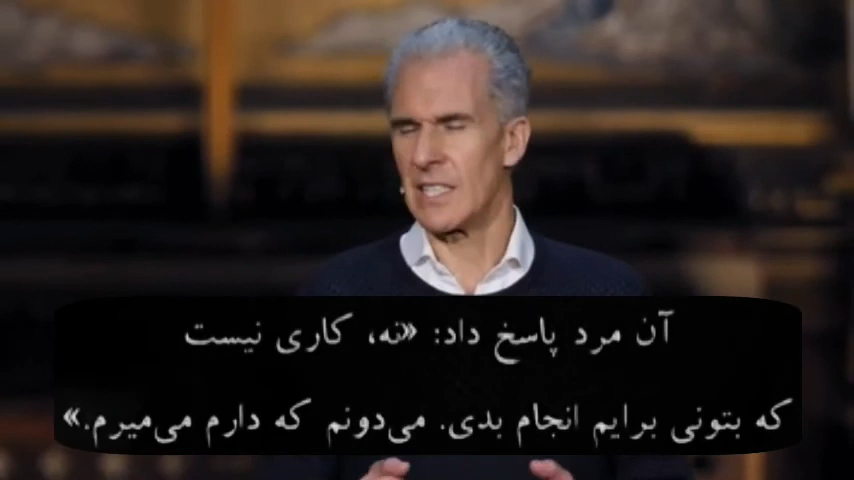 آن مرد پاسخ داد: «نه، کاری نیست
که بتونی برایم انجام بدی. می‌دونم که دارم می‌میرم.»